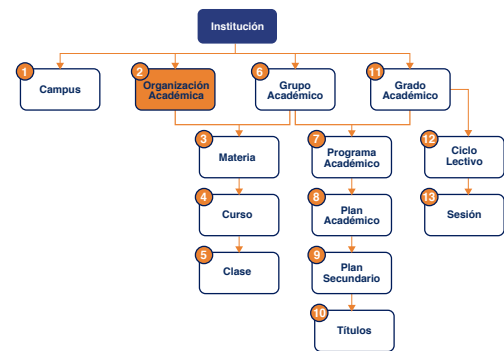 Institución
1
Campus
2
Organización
Académica
6
Grupo
Académico
11
Grado
Académico
3
Materia
7
Programa
Académico
12
Ciclo
Lectivo
4
Curso
8
Plan
Académico
13
Sesión
5
Clase
9
Plan
Secundario
10
Títulos